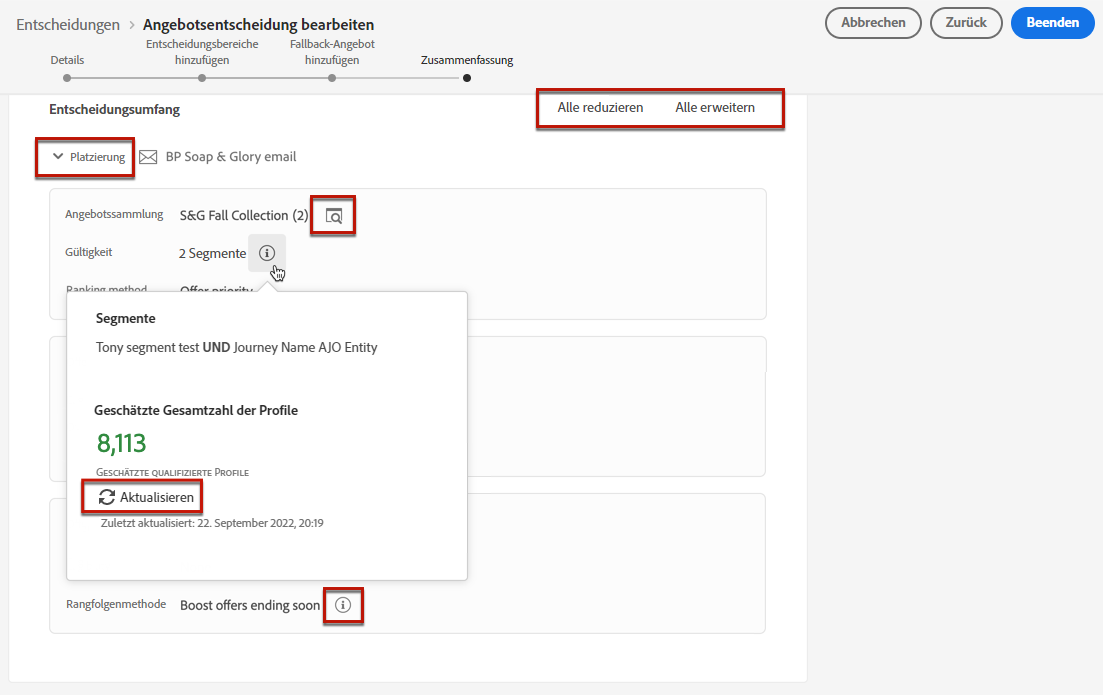 Entscheidungen > Angebotsentscheidung bearbeiten
Abbrechen
Zurück
Beenden
Details
Entscheidungsbereiche
hinzufügen
Fallback-Angebot
hinzufügen
Zusammenfassung
Entscheidungsumfang
Alle reduzieren
Alle erweitern
Platzierung
BP Soap & Glory email
Angebotssammlung
S&G Fall Collection (2)
Gültigkeit
2 Segmente
Ranking method
Offer priority
Segmente
Tony segment test UND Journey Name AJO Entity
Geschätzte Gesamtzahl der Profile
8,113
Geschätzte qualifizierte Profile
Aktualisieren
Zuletzt aktualisiert: 22. September 2022, 20:19
Rangfolgenmethode
Boost offers ending soon